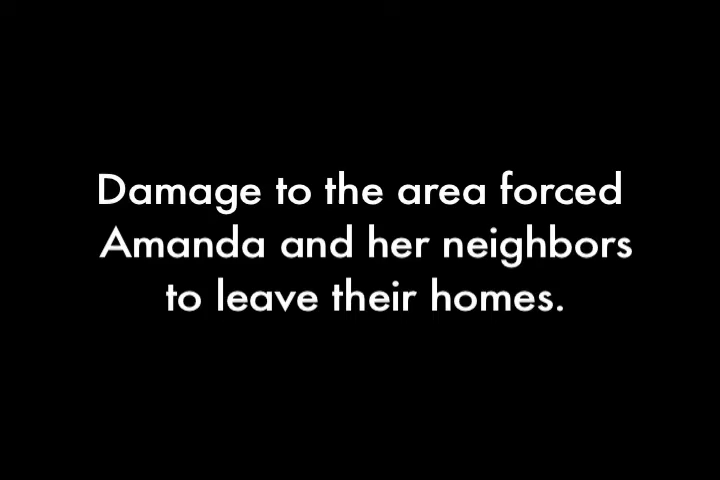 Damage to the area forced
Amanda and her neighbors
to leave their homes.